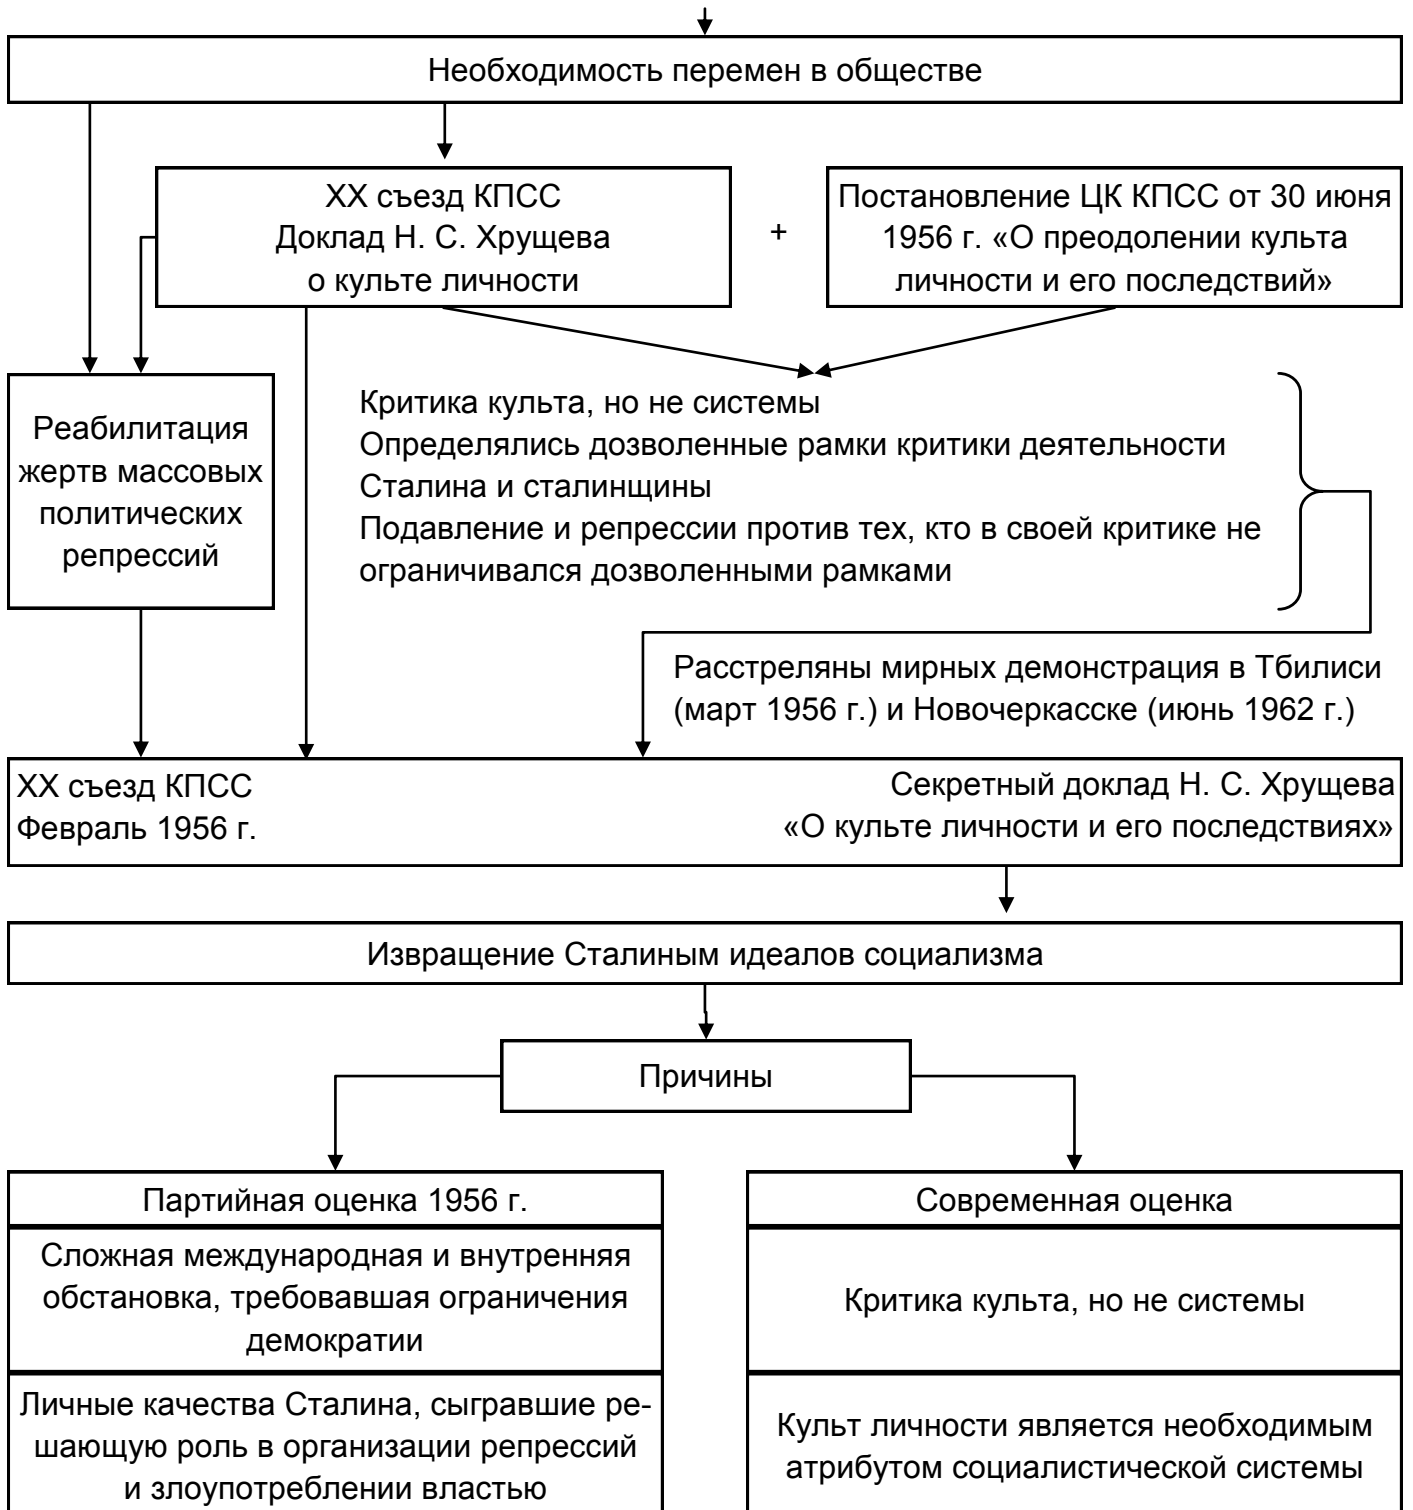 Необходимость перемен в обществе
XX съезд КПСС
Доклад Н. С. Хрущева
о культе личности
+
Постановление ЦК КПСС от 30 июня
1956 г. «О преодолении культа
личности и его последствий»
Реабилитация
жертв массовых
политических
репрессий
Критика культа, но не системы
Определялись дозволенные рамки критики деятельности
Сталина и сталинщины
Подавление и репрессии против тех, кто в своей критике не
ограничивался дозволенными рамками
Расстреляны мирных демонстрация в Тбилиси
(март 1956 г.) и Новочеркасске (июнь 1962 г.)
XX съезд КПСС
Февраль 1956 г.
Секретный доклад Н. С. Хрущева
«О культе личности и его последствиях»
Извращение Сталиным идеалов социализма
Причины
Партийная оценка 1956 г.
Сложная международная и внутренняя
обстановка, требовавшая ограничения
демократии
Личные качества Сталина, сыгравшие ре-
шающую роль в организации репрессий
и злоупотреблении властью
Современная оценка
Критика культа, но не системы
Культ личности является необходимым
атрибутом социалистической системы